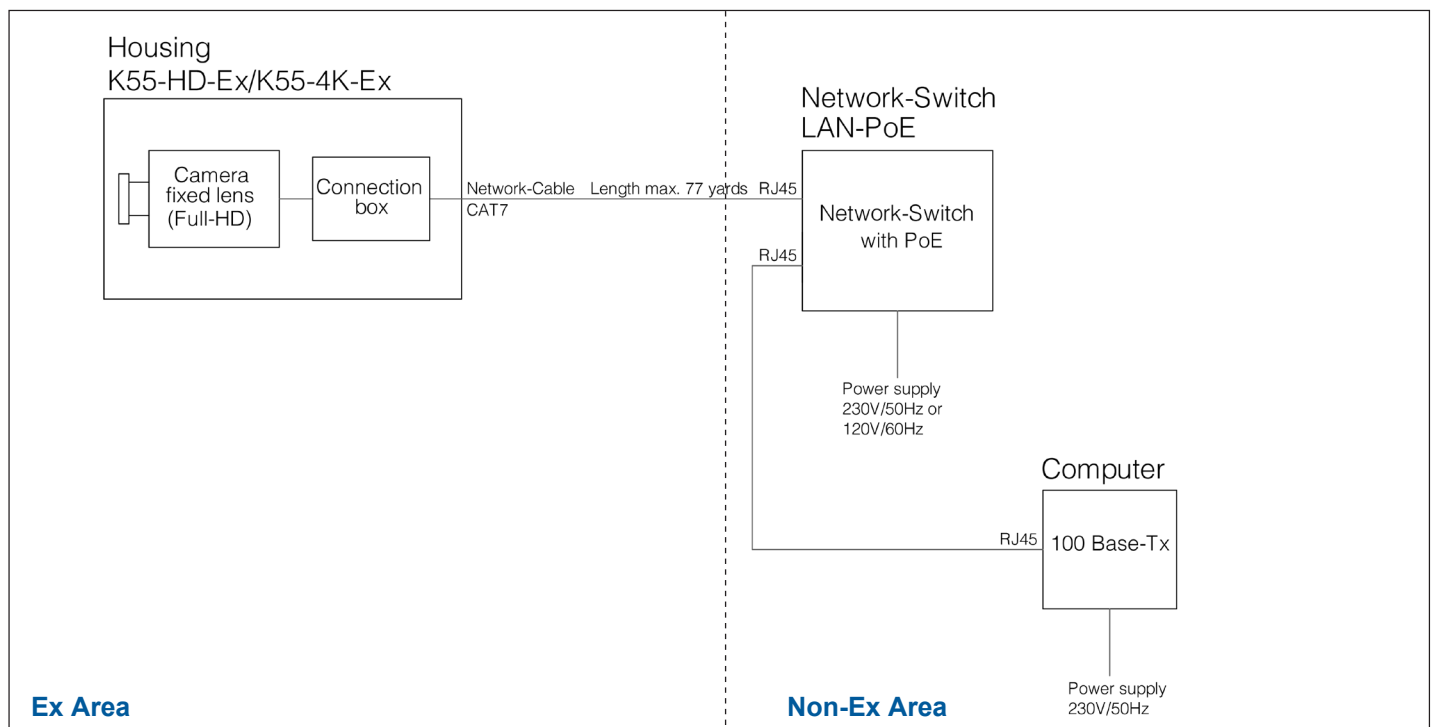 Housing
K55-HD-Ex/K55-4K-Ex
Camera
fixed lens
(Full-HD)
Connection
box
Network-Cable Length max. 77 yards RJ45
CAT7
Network-Switch
LAN-PoE
Network-Switch
with PoE
RJ45
Power supply
230V/50Hz or
120V/60Hz
Computer
RJ45
100 Base-Tx
Power supply
230V/50Hz
Ex Area
Non-Ex Area